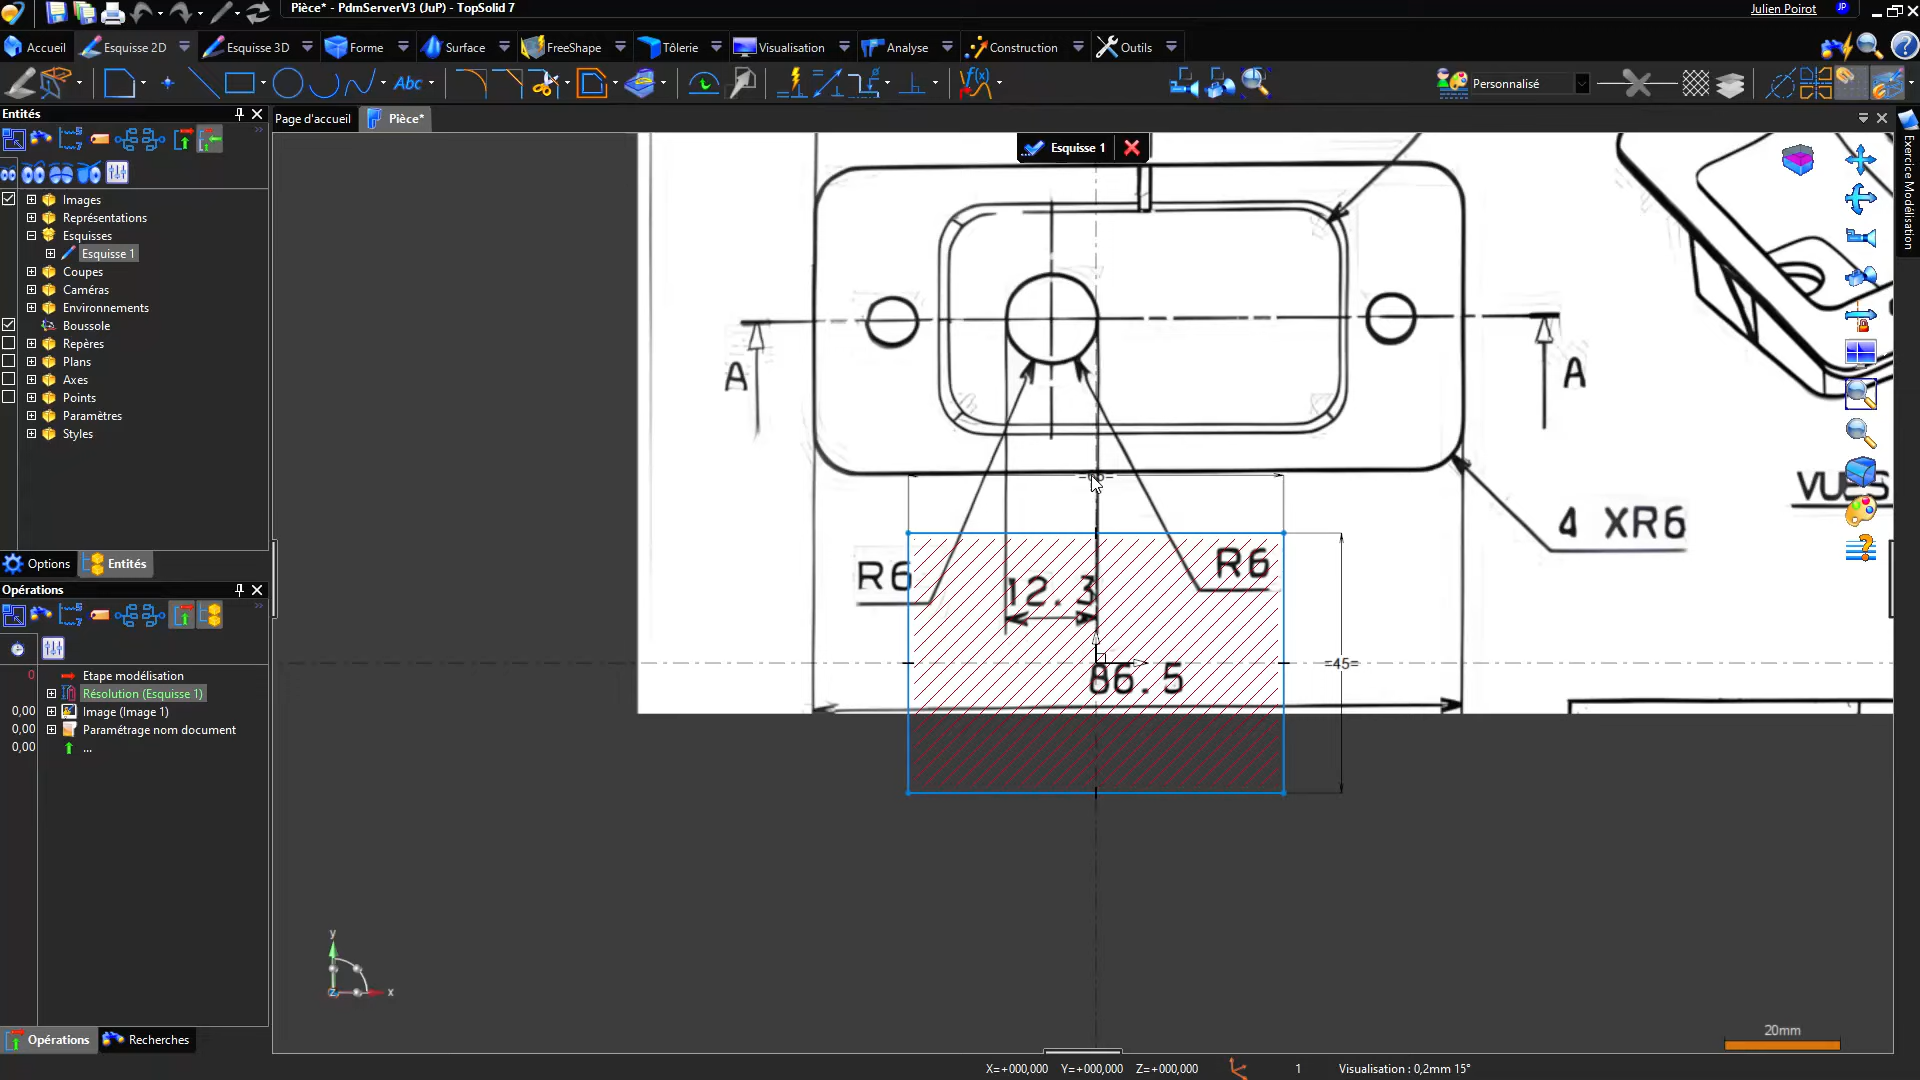 Pièce* - PdmServerV3 (JuP) - TopSolid 7
Julien Poirot
JP
Accueil
Esquisse 2D
Esquisse 3D
Forme
Surface
FreeShape
Tôlerie
Visualisation
Analyse
Construction
Outils
Abc
Personnalisé
Entités
Page d'accueil
Pièce*
Esquisse 1
Exercice Modélisation
Images
Représentations
Esquisses
Esquisse 1
Coupes
Caméras
Environnements
Boussole
Repères
Plans
Axes
Points
Paramètres
Styles
A
A
VUES
4 XR6
R6
R6
12.3
86.5
=45=
Options
Entités
Opérations
0
Etape modélisation
Résolution (Esquisse 1)
0,00
Image (Image 1)
0,00
Paramétrage nom document
0,00
...
y
z
x
Opérations
Recherches
20mm
X=+000,000
Y=+000,000
Z=+000,000
1
Visualisation : 0,2mm 15°